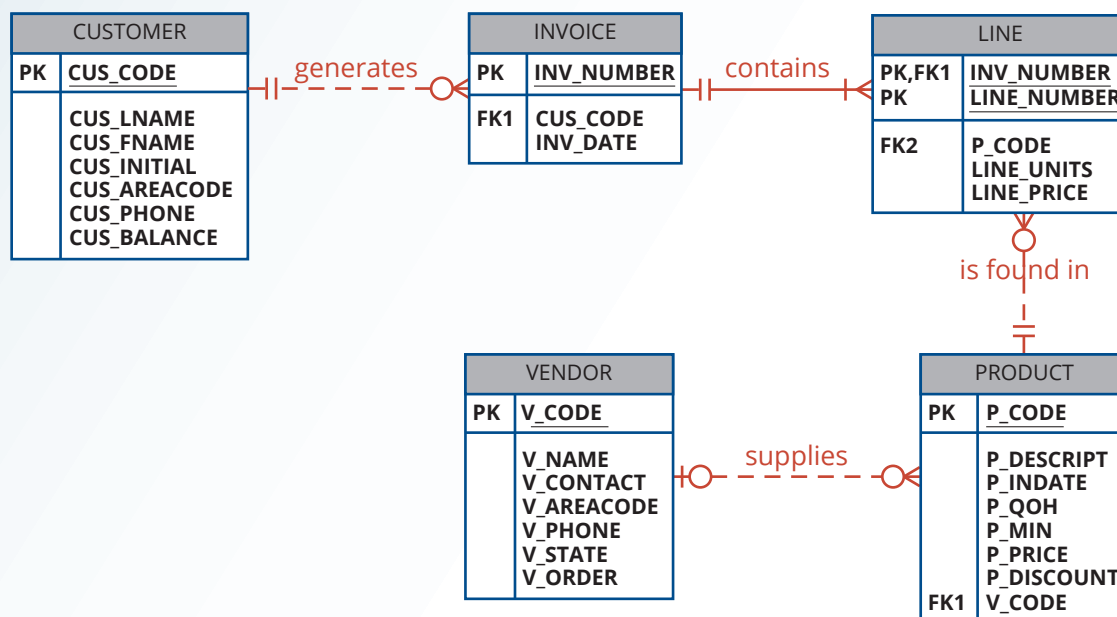 CUSTOMER
PK CUS_CODE
CUS_LNAME
CUS_FNAME
CUS_INITIAL
CUS_AREACODE
CUS_PHONE
CUS_BALANCE
generates
INVOICE
PK INV_NUMBER
FK1 CUS_CODE
INV_DATE
contains
LINE
PK,FK1 INV_NUMBER
PK LINE_NUMBER
FK2 P_CODE
LINE_UNITS
LINE_PRICE
is found in
VENDOR
PK V_CODE
V_NAME
V_CONTACT
V_AREACODE
V_PHONE
V_STATE
V_ORDER
supplies
PRODUCT
PK P_CODE
P_DESCRIPT
P_INDATE
P_QOH
P_MIN
P_PRICE
P_DISCOUNT
FK1 V_CODE